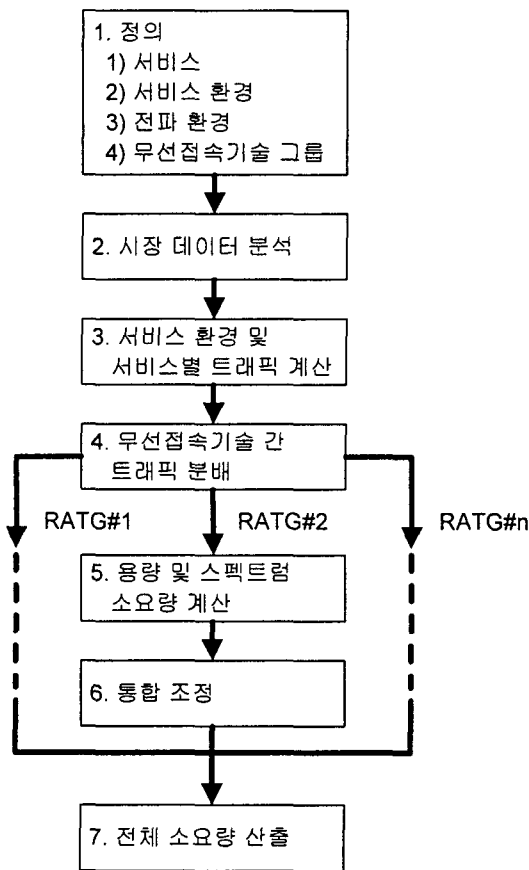 1. 정의
1) 서비스
2) 서비스 환경
3) 전파 환경
4) 무선접속기술 그룹
2. 시장 데이터 분석
3. 서비스 환경 및
서비스별 트래픽 계산
4. 무선접속기술 간
트래픽 분배
RATG#1
RATG#2
RATG#n
5. 용량 및 스펙트럼
소요량 계산
6. 통합 조정
7. 전체 소요량 산출